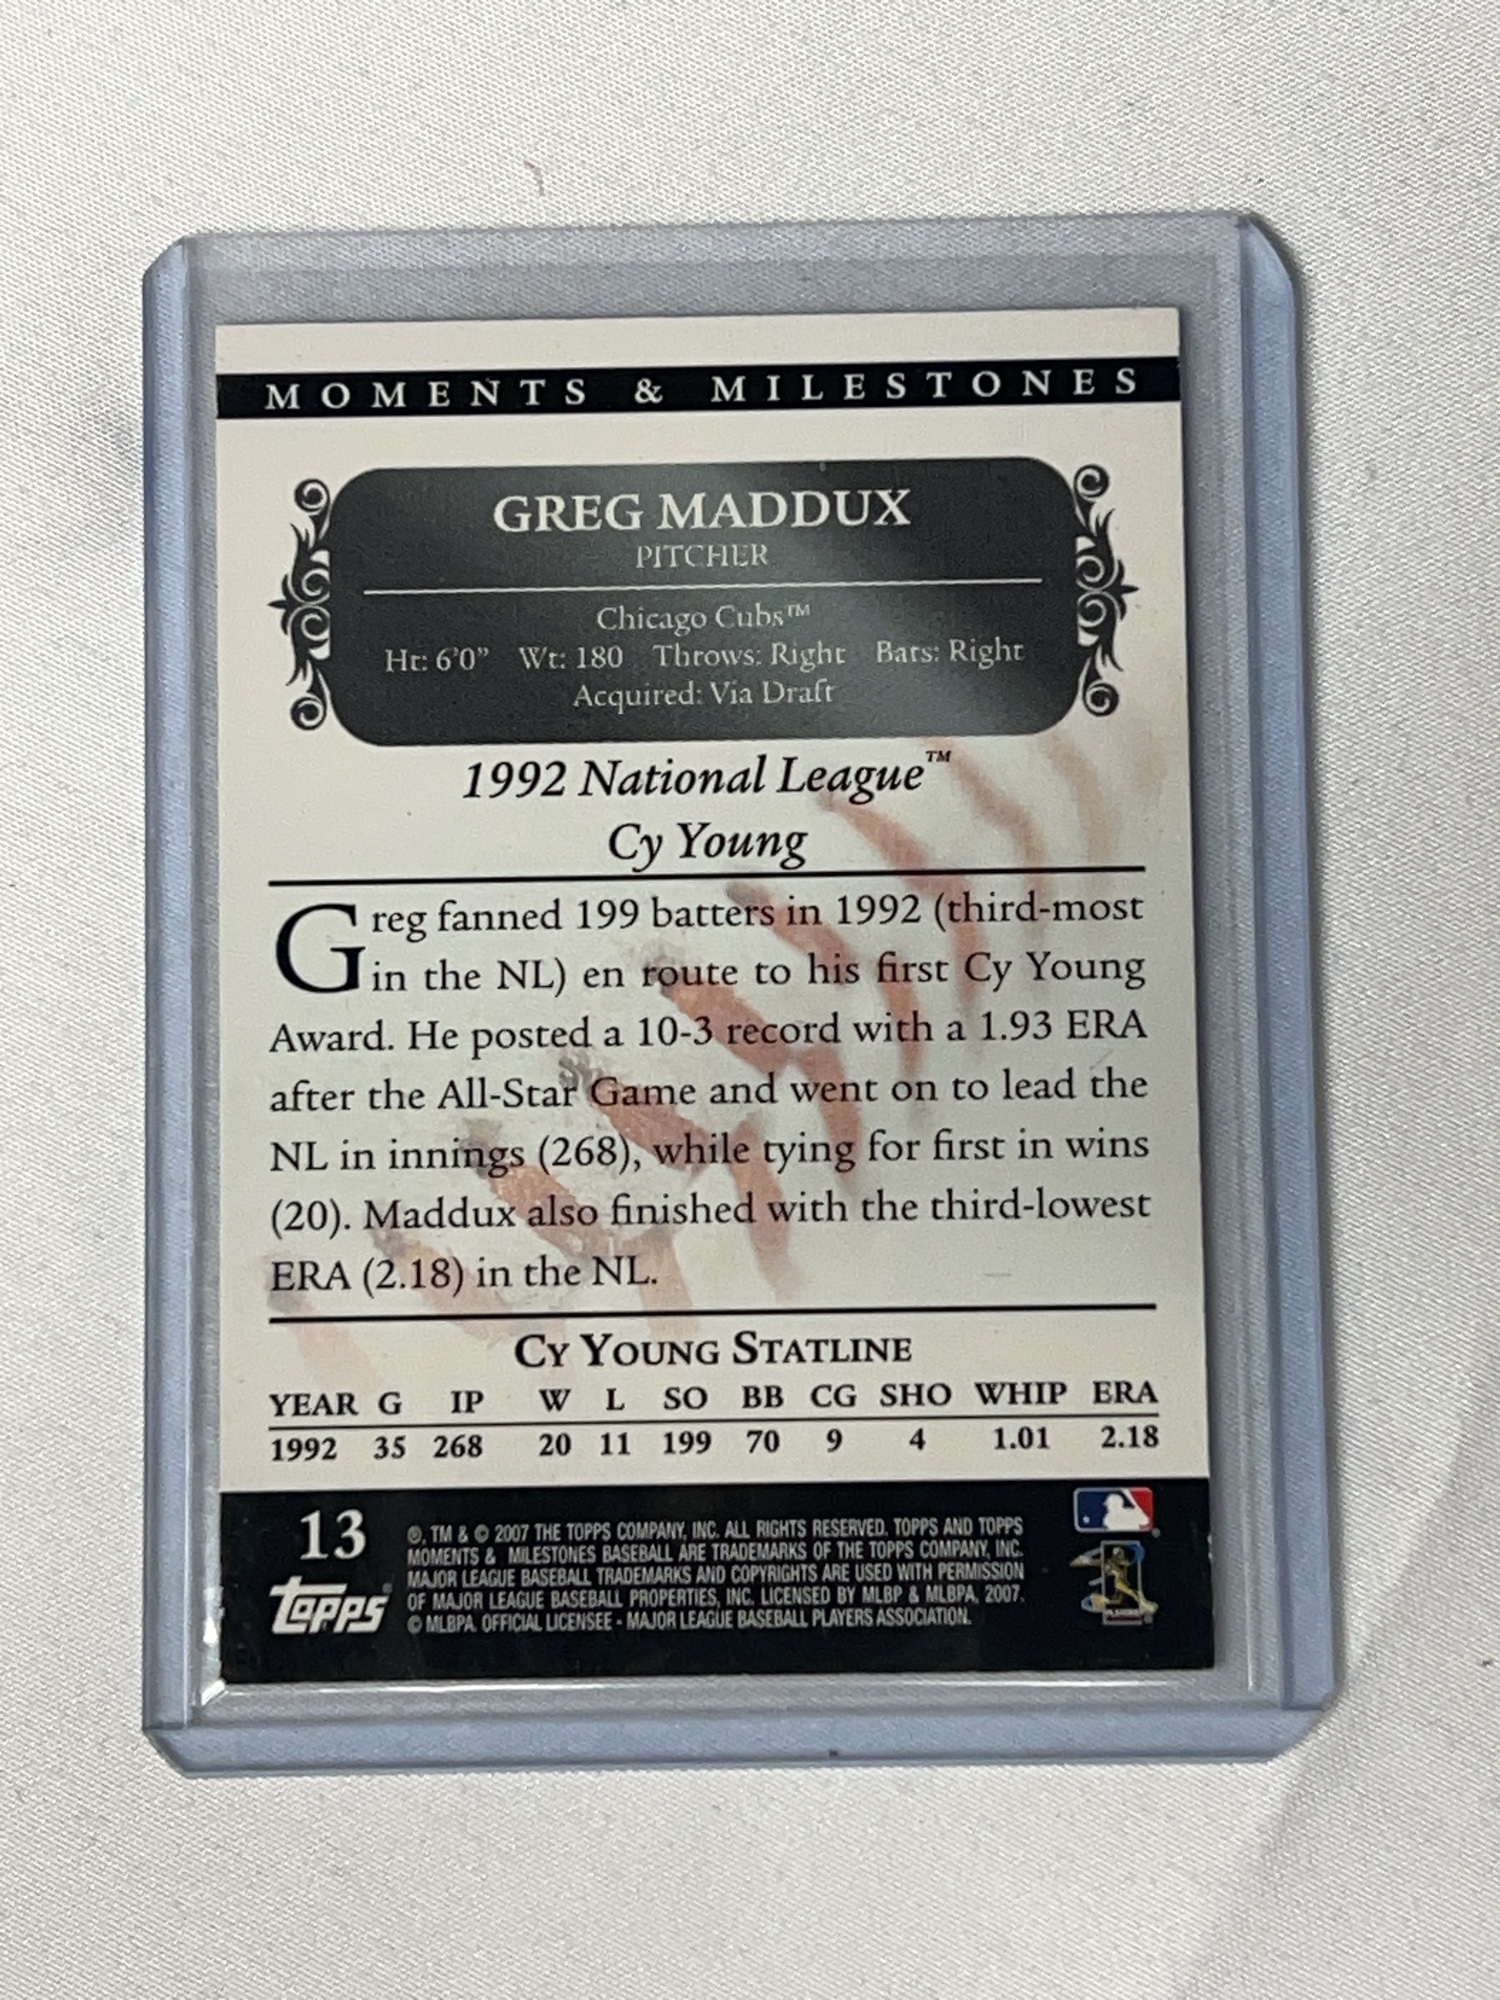 MOMENTS & MILESTONES
GREG MADDUX
PITCHER
Chicago Cubs™
Ht: 6'0” Wt: 180 Throws: Right Bats: Right
Acquired: Via Draft
1992 National League™
Cy Young
Greg fanned 199 batters in 1992 (third-most
in the NL) en route to his first Cy Young
Award. He posted a 10-3 record with a 1.93 ERA
after the All-Star Game and went on to lead the
NL in innings (268), while tying for first in wins
(20). Maddux also finished with the third-lowest
ERA (2.18) in the NL.
CY YOUNG STATLINE
YEAR G IP W L SO BB CG SHO WHIP ERA
1992 35 268 20 11 199 70 9 4 1.01 2.18
13
Topps
®, TM & © 2007 THE TOPPS COMPANY, INC. ALL RIGHTS RESERVED. TOPPS AND TOPPS
MOMENTS & MILESTONES BASEBALL ARE TRADEMARKS OF THE TOPPS COMPANY, INC.
MAJOR LEAGUE BASEBALL TRADEMARKS AND COPYRIGHTS ARE USED WITH PERMISSION
OF MAJOR LEAGUE BASEBALL PROPERTIES, INC. LICENSED BY MLBP & MLBPA, 2007.
© MLBPA. OFFICIAL LICENSEE - MAJOR LEAGUE BASEBALL PLAYERS ASSOCIATION.